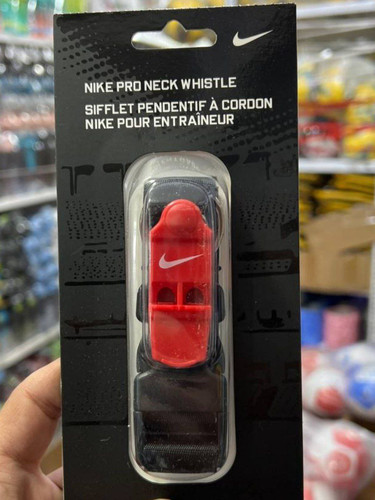 NIKE PRO NECK WHISTLE
SIFFLET PENDENTIF À CORDON
NIKE POUR ENTRAÎNEUR